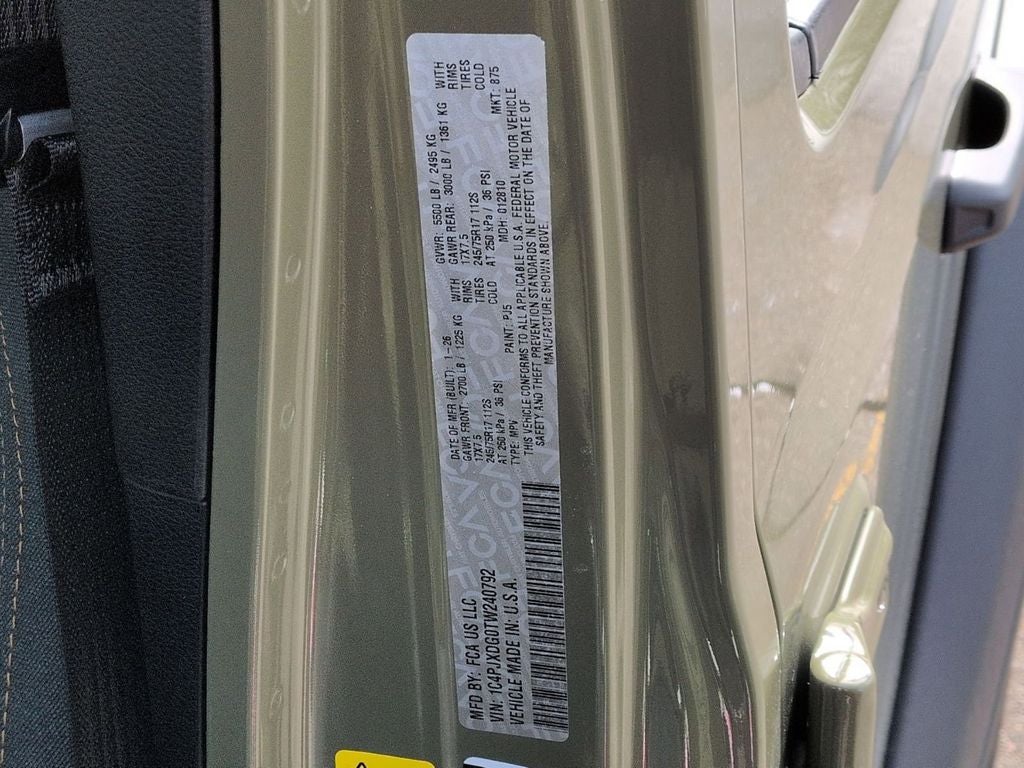 MFD BY: FCA US LLC
VIN: 1C4PJXDG0TW240792
VEHICLE MADE IN: U.S.A.
DATE OF MFR (BUILT): 1-26
GAWR FRONT: 2700 LB / 1225 KG WITH
17X7.5 RIMS
245/75R17 112S TIRES
AT 250 kPa / 36 PSI COLD
TYPE: MPV PAINT: PJ5
GVWR: 5500 LB / 2495 KG
GAWR REAR: 3000 LB / 1361 KG WITH
17X7.5 RIMS
245/75R17 112S TIRES
AT 250 kPa / 36 PSI COLD
MDH: 012810 MKT: 875
THIS VEHICLE CONFORMS TO ALL APPLICABLE U.S.A. FEDERAL MOTOR VEHICLE
SAFETY AND THEFT PREVENTION STANDARDS IN EFFECT ON THE DATE OF
MANUFACTURE SHOWN ABOVE.